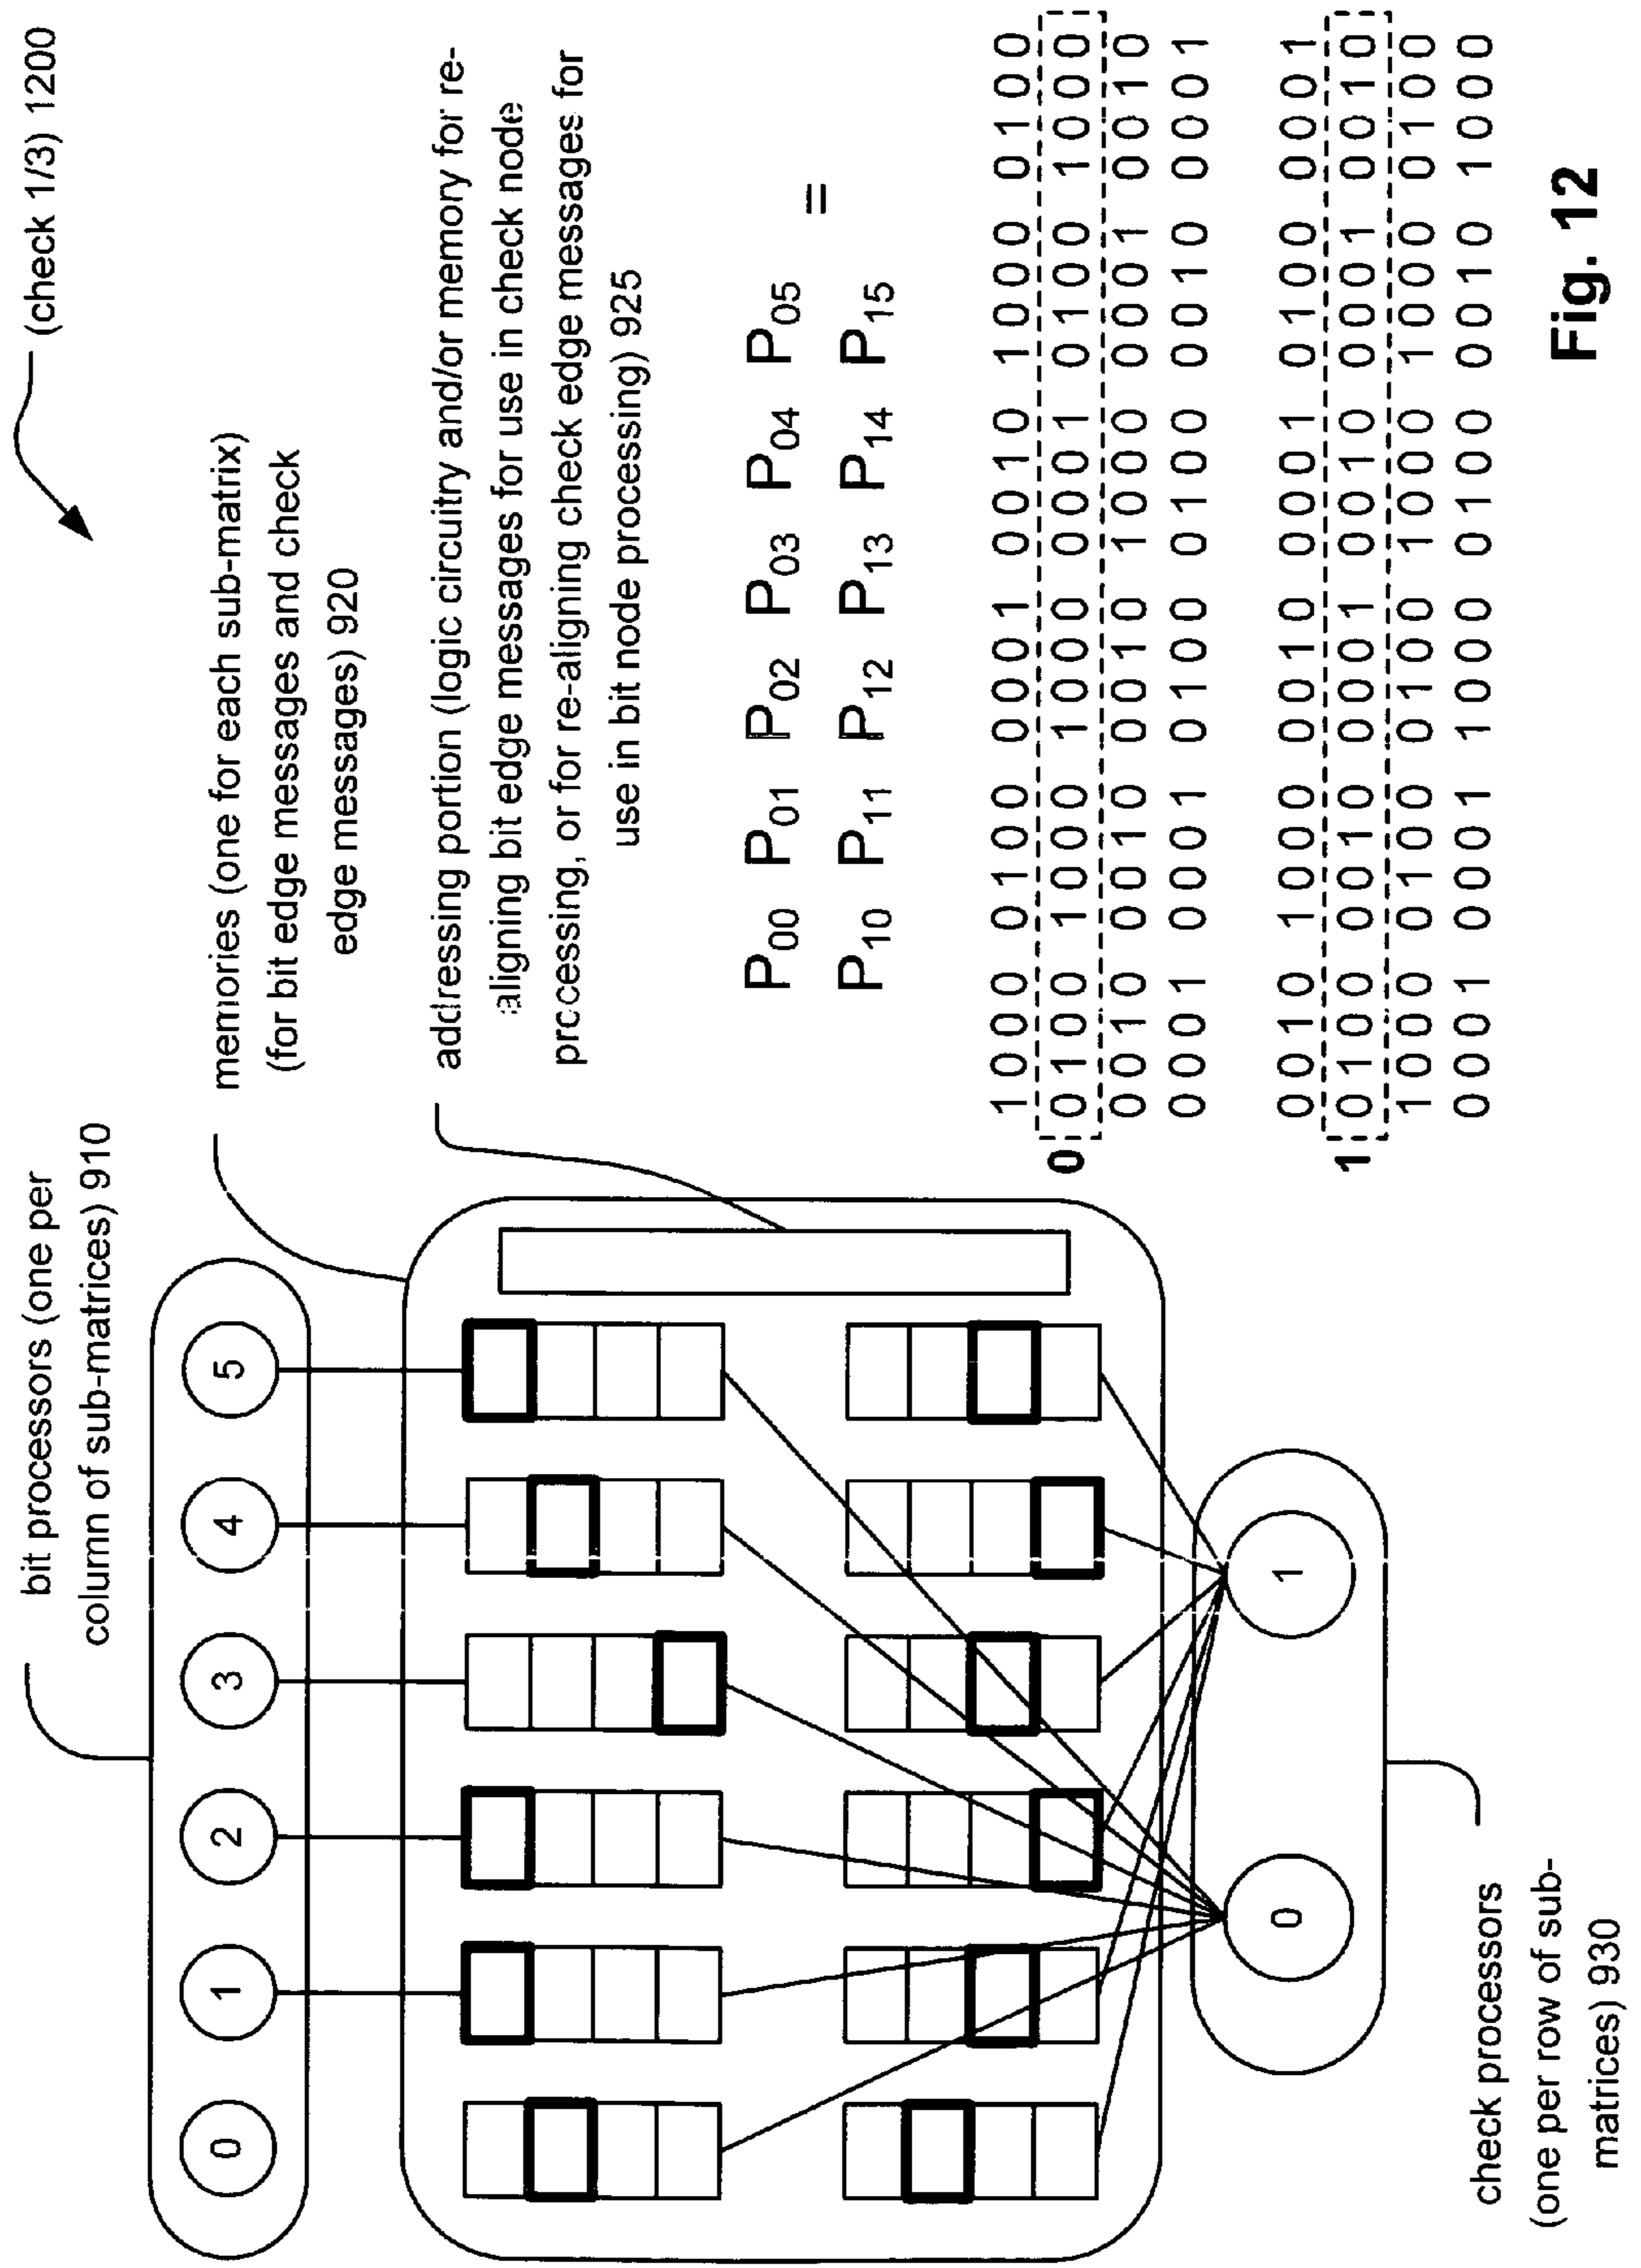 (check 1/3) 1200
bit processors (one per
column of sub-matrices) 910
0 1 2 3 4 5
memories (one for each sub-matrix)
(for bit edge messages and check
edge messages) 920
addressing portion (logic circuitry and/or memory for re-
aligning bit edge messages for use in check node
processing, or for re-aligning check edge messages for
use in bit node processing) 925
P00 P01 P02 P03 P04 P05
=
P10 P11 P12 P13 P14 P15
1000 0100 0001 0010 1000 0100
0 0100 1000 1000 0001 0100 1000
0010 0010 0010 1000 0001 0010
0001 0001 0100 0100 0010 0001
0010 1000 0010 0001 0100 0001
1 0100 0010 0001 0010 0001 0010
1000 0100 0100 1000 1000 0100
0001 0001 1000 0100 0010 1000
0 1
check processors
(one per row of sub-
matrices) 930
Fig. 12